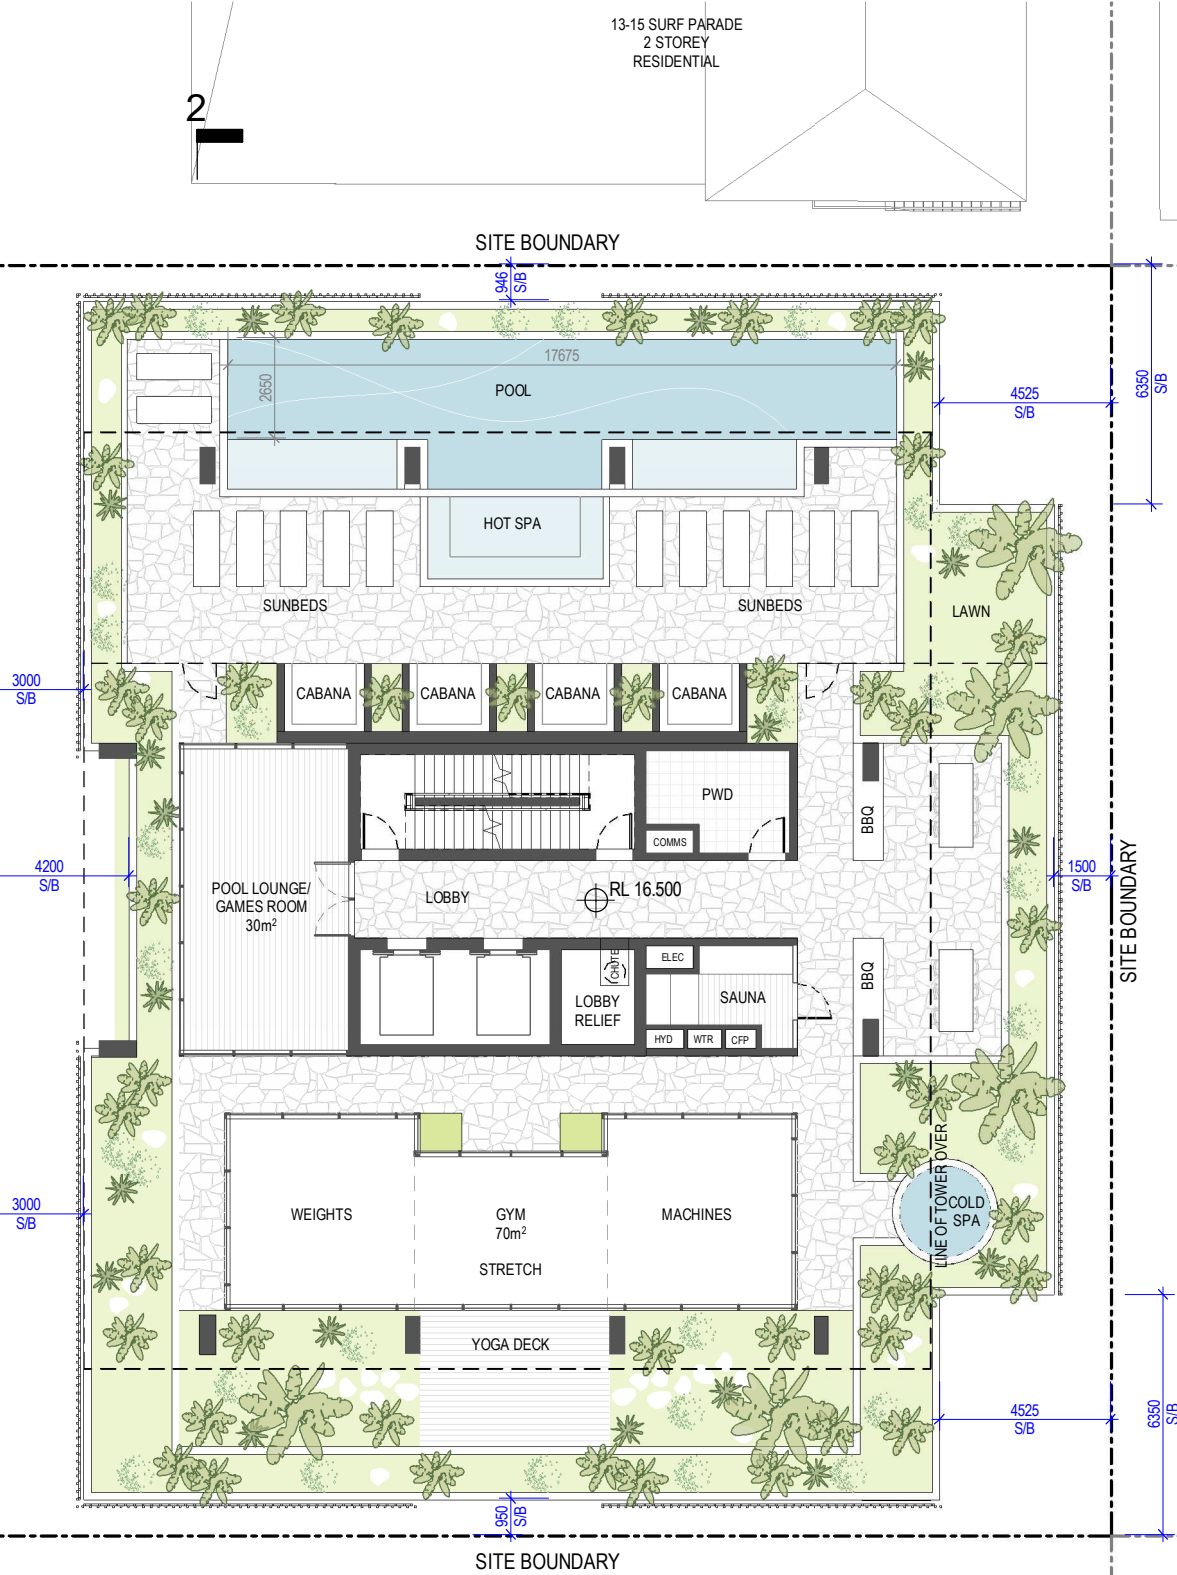 13-15 SURF PARADE
2 STOREY
RESIDENTIAL
2
SITE BOUNDARY
946
S/B
17675
2650
POOL
4525
S/B
6350
S/B
HOT SPA
SUNBEDS
SUNBEDS
LAWN
3000
S/B
CABANA
CABANA
CABANA
CABANA
PWD
COMMS
BBQ
4200
S/B
POOL LOUNGE/
GAMES ROOM
30m²
LOBBY
RL 16.500
1500
S/B
SITE BOUNDARY
CHUTE
ELEC
LOBBY
RELIEF
SAUNA
BBQ
HYD
WTR
CFP
LINE OF TOWER OVER
COLD
SPA
3000
S/B
WEIGHTS
GYM
70m²
MACHINES
STRETCH
YOGA DECK
4525
S/B
6350
S/B
950
S/B
SITE BOUNDARY